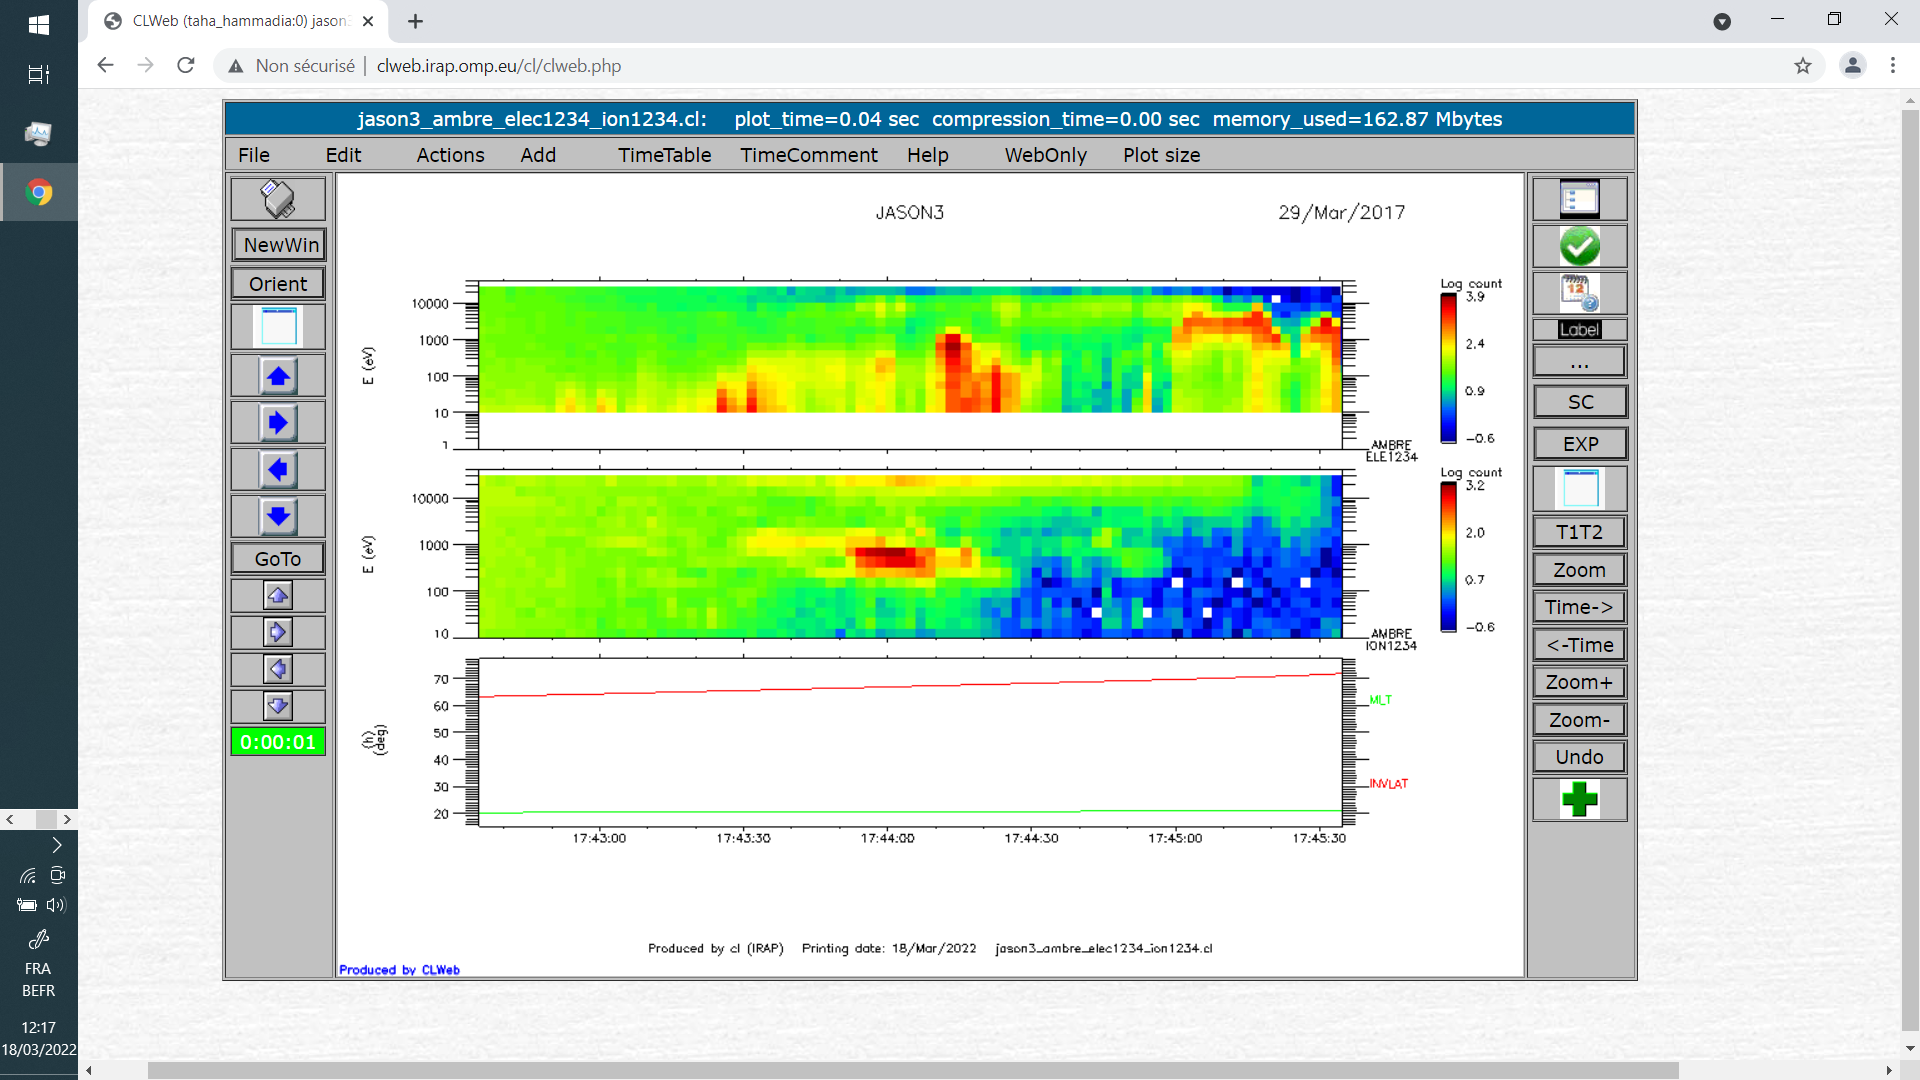 CLWeb (taha_hammadia:0) jason3
Non sécurisé | clweb.irap.omp.eu/cl/clweb.php
jason3_ambre_elec1234_ion1234.cl: plot_time=0.04 sec compression_time=0.00 sec memory_used=162.87 Mbytes
File Edit Actions Add TimeTable TimeComment Help WebOnly Plot size
NewWin
Orient
GoTo
0:00:01
JASON3 29/Mar/2017
E (eV)
10000
1000
100
10
1
Log count
3.9
2.4
0.9
-0.6
AMBRE
ELE1234
E (eV)
10000
1000
100
10
Log count
3.2
2.0
0.7
-0.6
AMBRE
ION1234
(h)
(deg)
70
60
50
40
30
20
MLT
INVLAT
17:43:00 17:43:30 17:44:00 17:44:30 17:45:00 17:45:30
Produced by cl (IRAP) Printing date: 18/Mar/2022 jason3_ambre_elec1234_ion1234.cl
Produced by CLWeb
12
Label
...
SC
EXP
T1T2
Zoom
Time->
<-Time
Zoom+
Zoom-
Undo
FRA
BEFR
12:17
18/03/2022